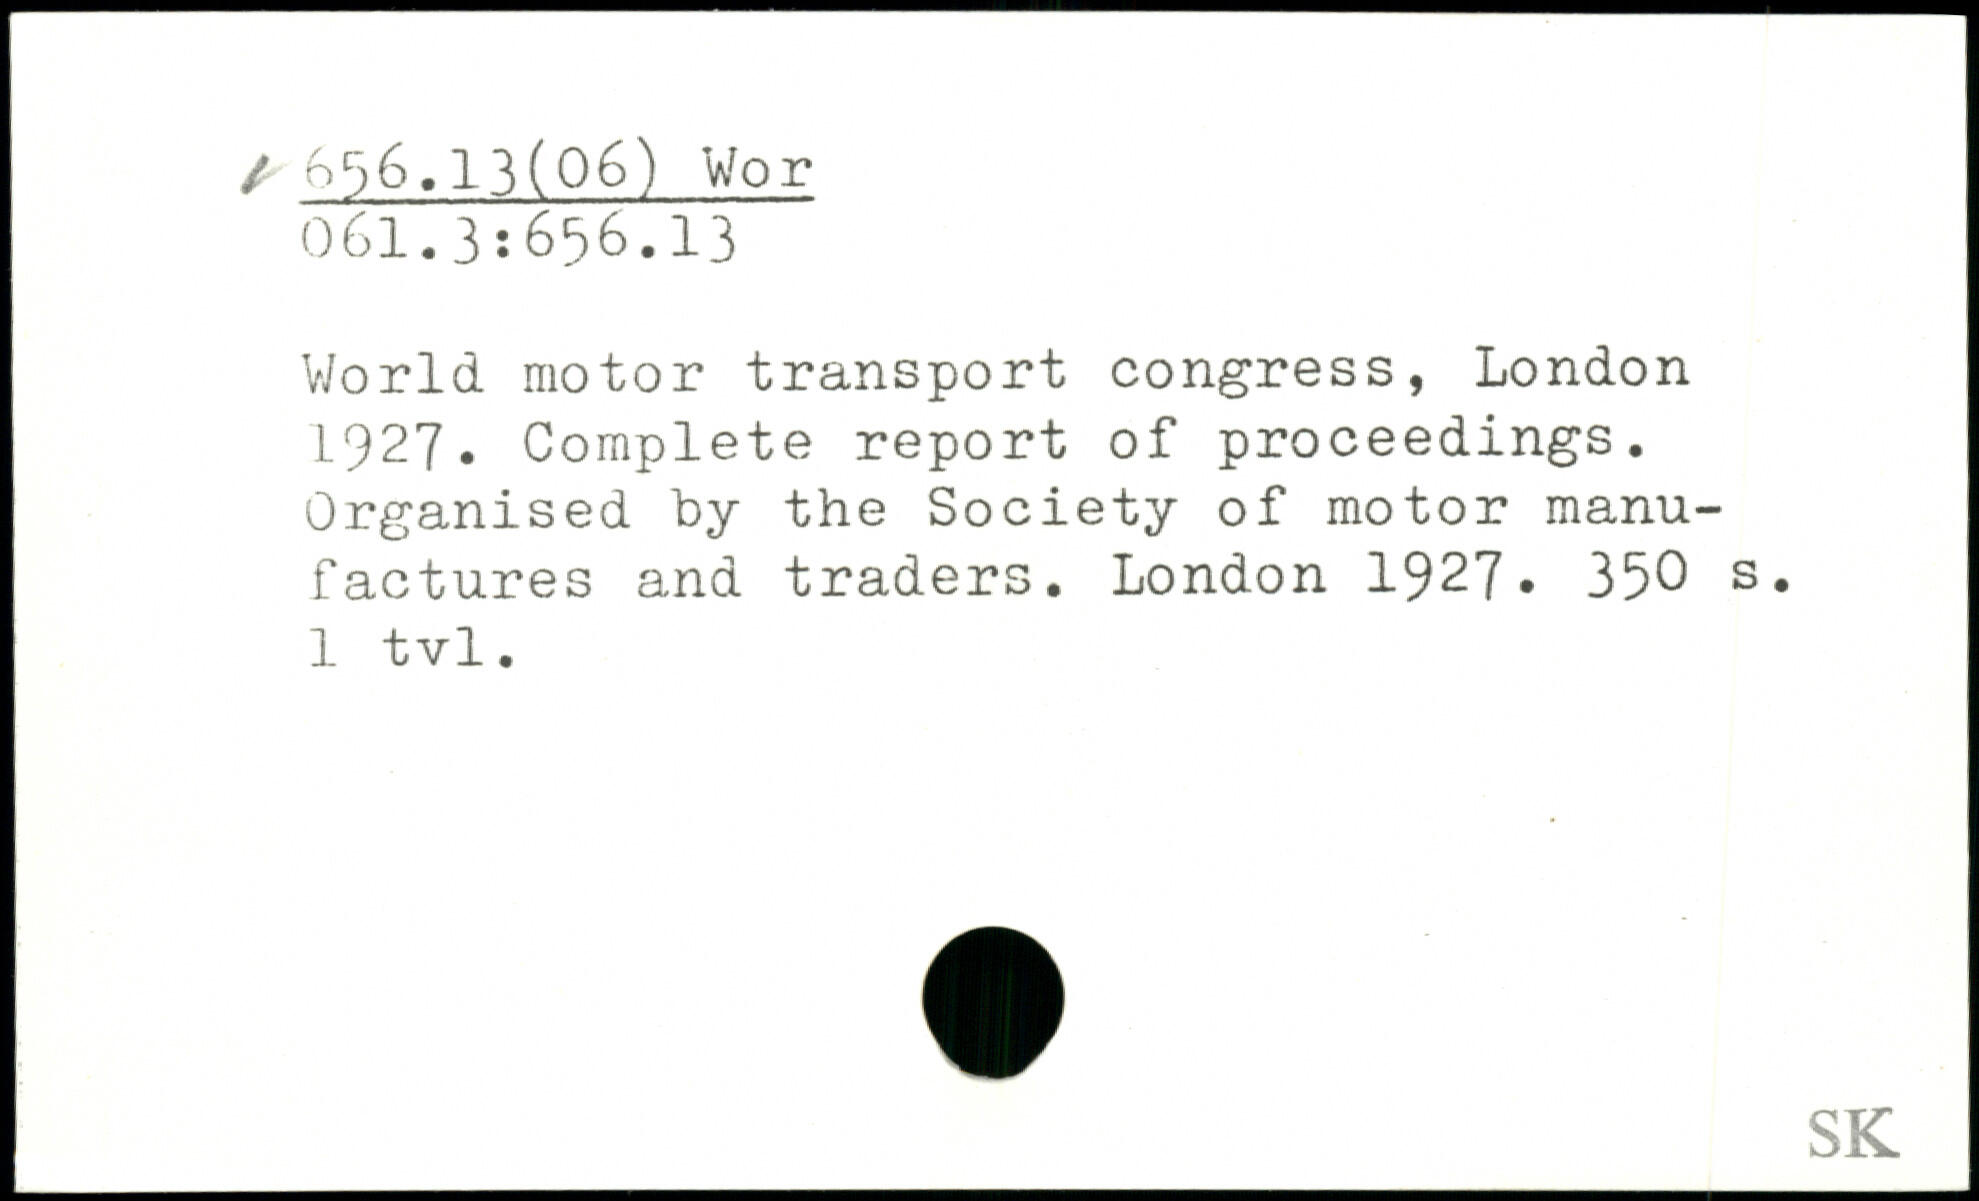 656.13(06) Wor
061.3:656.13
World motor transport congress, London
1927. Complete report of proceedings.
Organised by the Society of motor manu-
factures and traders. London 1927. 350 s.
1 tvl.
SK